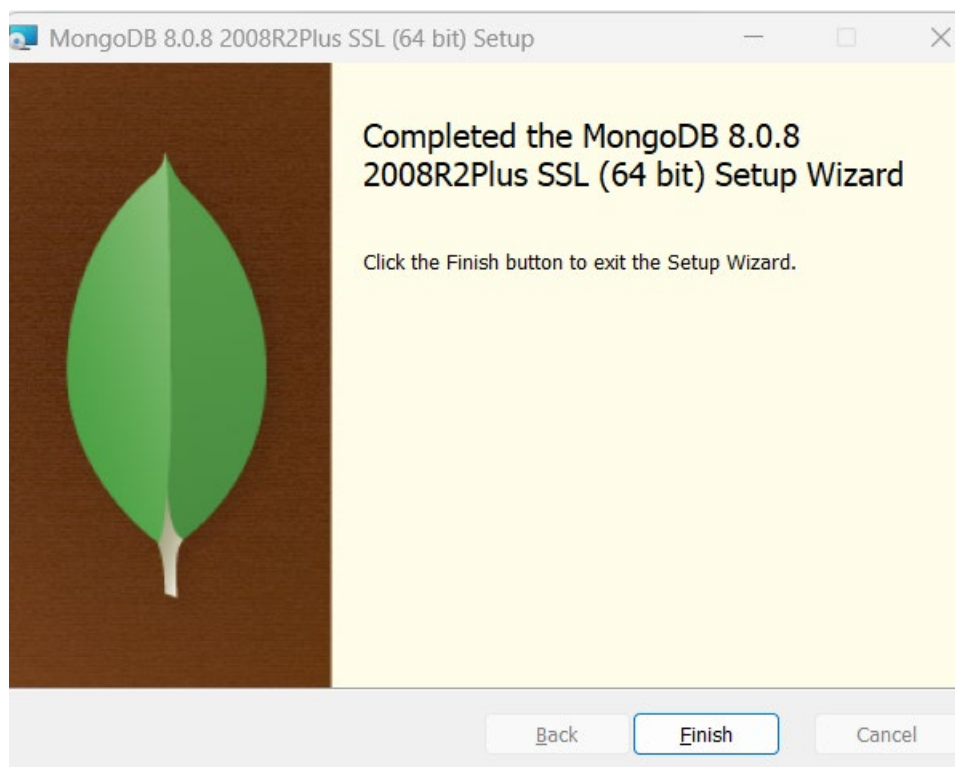 MongoDB 8.0.8 2008R2Plus SSL (64 bit) Setup
Completed the MongoDB 8.0.8
2008R2Plus SSL (64 bit) Setup Wizard
Click the Finish button to exit the Setup Wizard.
Back Finish Cancel